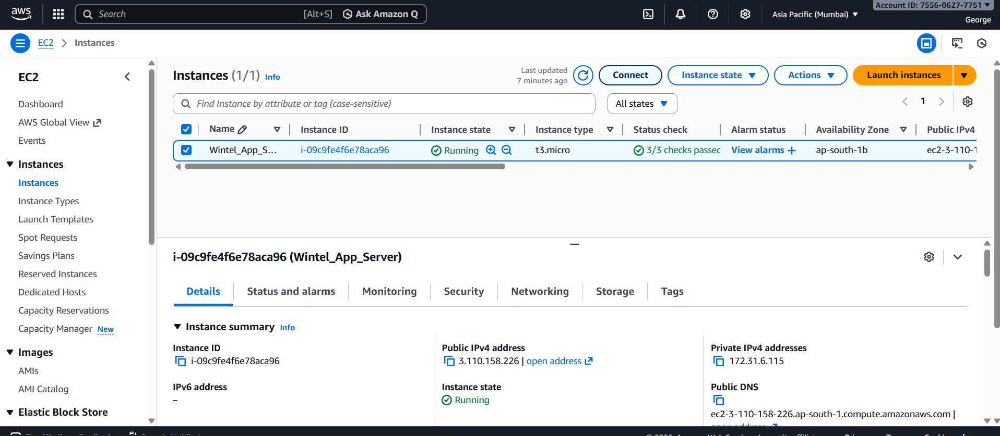 aws
Search [Alt+S] Ask Amazon Q
Asia Pacific (Mumbai)
Account ID: 7556-0627-7751
George
EC2 Instances
EC2
Dashboard
AWS Global View
Events
Instances
Instances
Instance Types
Launch Templates
Spot Requests
Savings Plans
Reserved Instances
Dedicated Hosts
Capacity Reservations
Capacity Manager New
Images
AMIs
AMI Catalog
Elastic Block Store
Instances (1/1) Info
Last updated
7 minutes ago
Connect Instance state Actions Launch instances
Find Instance by attribute or tag (case-sensitive) All states 1
Name Instance ID Instance state Instance type Status check Alarm status Availability Zone Public IPv4
Wintel_App_S... i-09c9fe4f6e78aca96 Running t3.micro 3/3 checks passed View alarms + ap-south-1b ec2-3-110-1
i-09c9fe4f6e78aca96 (Wintel_App_Server)
Details Status and alarms Monitoring Security Networking Storage Tags
Instance summary Info
Instance ID
i-09c9fe4f6e78aca96
Public IPv4 address
3.110.158.226 | open address
Private IPv4 addresses
172.31.6.115
IPv6 address
–
Instance state
Running
Public DNS
ec2-3-110-158-226.ap-south-1.compute.amazonaws.com |